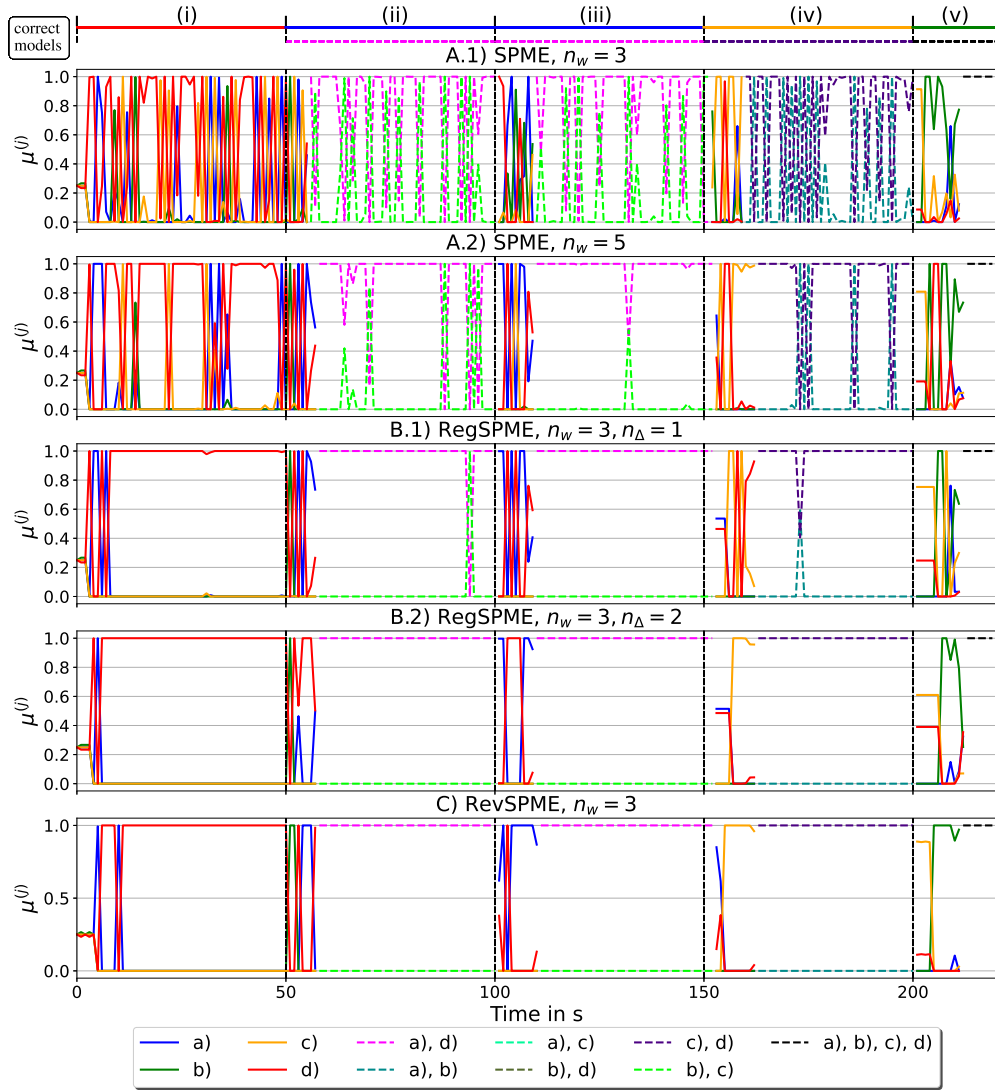 correct
models
(i) (ii) (iii) (iv) (v)
A.1) SPME, n_w = 3
1.0
0.8
0.6
0.4
0.2
0.0
μ^(j)
A.2) SPME, n_w = 5
1.0
0.8
0.6
0.4
0.2
0.0
μ^(j)
B.1) RegSPME, n_w = 3, n_Δ = 1
1.0
0.8
0.6
0.4
0.2
0.0
μ^(j)
B.2) RegSPME, n_w = 3, n_Δ = 2
1.0
0.8
0.6
0.4
0.2
0.0
μ^(j)
C) RevSPME, n_w = 3
1.0
0.5
0.0
μ^(j)
0 50 100 150 200
Time in s
a) c) a), d) a), c) c), d) a), b), c), d)
b) d) a), b) b), d) b), c)